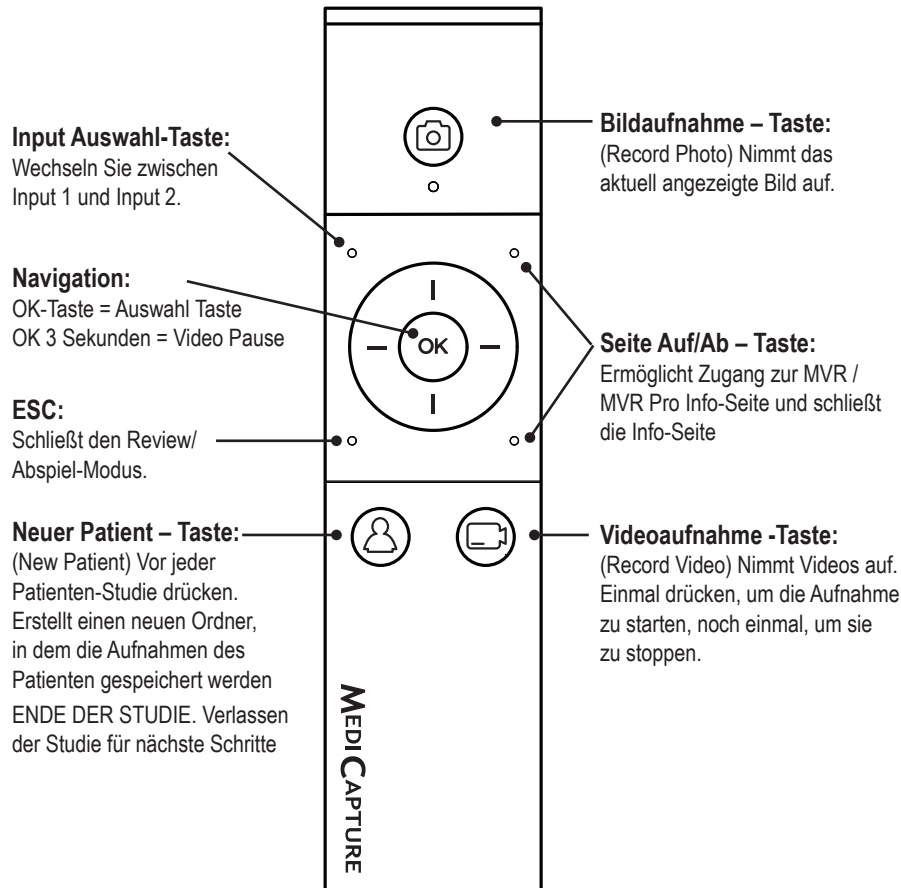 Input Auswahl-Taste:
Wechseln Sie zwischen
Input 1 und Input 2.
Navigation:
OK-Taste = Auswahl Taste
OK 3 Sekunden = Video Pause
ESC:
Schließt den Review/
Abspiel-Modus.
Neuer Patient – Taste:
(New Patient) Vor jeder
Patienten-Studie drücken.
Erstellt einen neuen Ordner,
in dem die Aufnahmen des
Patienten gespeichert werden
ENDE DER STUDIE. Verlassen
der Studie für nächste Schritte
OK
MEDICAPTURE
Bildaufnahme – Taste:
(Record Photo) Nimmt das
aktuell angezeigte Bild auf.
Seite Auf/Ab – Taste:
Ermöglicht Zugang zur MVR /
MVR Pro Info-Seite und schließt
die Info-Seite
Videoaufnahme -Taste:
(Record Video) Nimmt Videos auf.
Einmal drücken, um die Aufnahme
zu starten, noch einmal, um sie
zu stoppen.